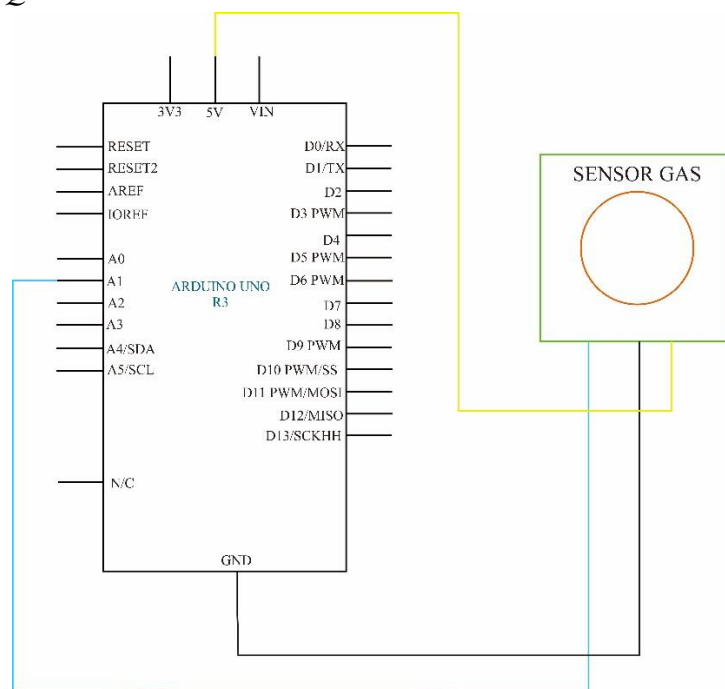 3V3 5V VIN
RESET
RESET2
AREF
IOREF
A0
A1
A2
A3
A4/SDA
A5/SCL
N/C
ARDUINO UNO
R3
D0/RX
D1/TX
D2
D3 PWM
D4
D5 PWM
D6 PWM
D7
D8
D9 PWM
D10 PWM/SS
D11 PWM/MOSI
D12/MISO
D13/SCKHH
GND
SENSOR GAS